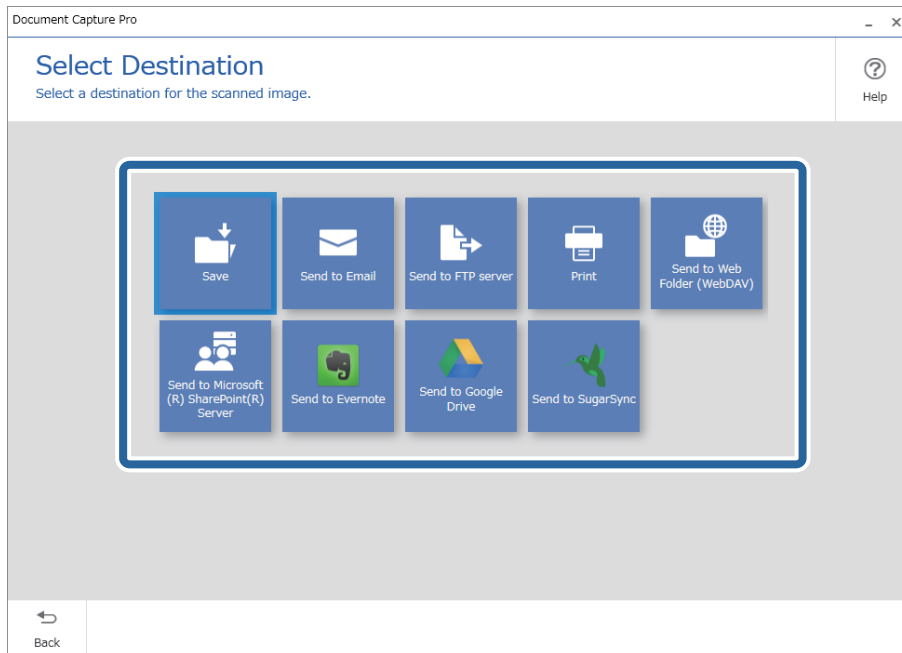 Document Capture Pro
Select Destination
Select a destination for the scanned image.
Help
Save
Send to Email
Send to FTP server
Print
Send to Web
Folder (WebDAV)
Send to Microsoft
(R) SharePoint(R)
Server
Send to Evernote
Send to Google
Drive
Send to SugarSync
Back